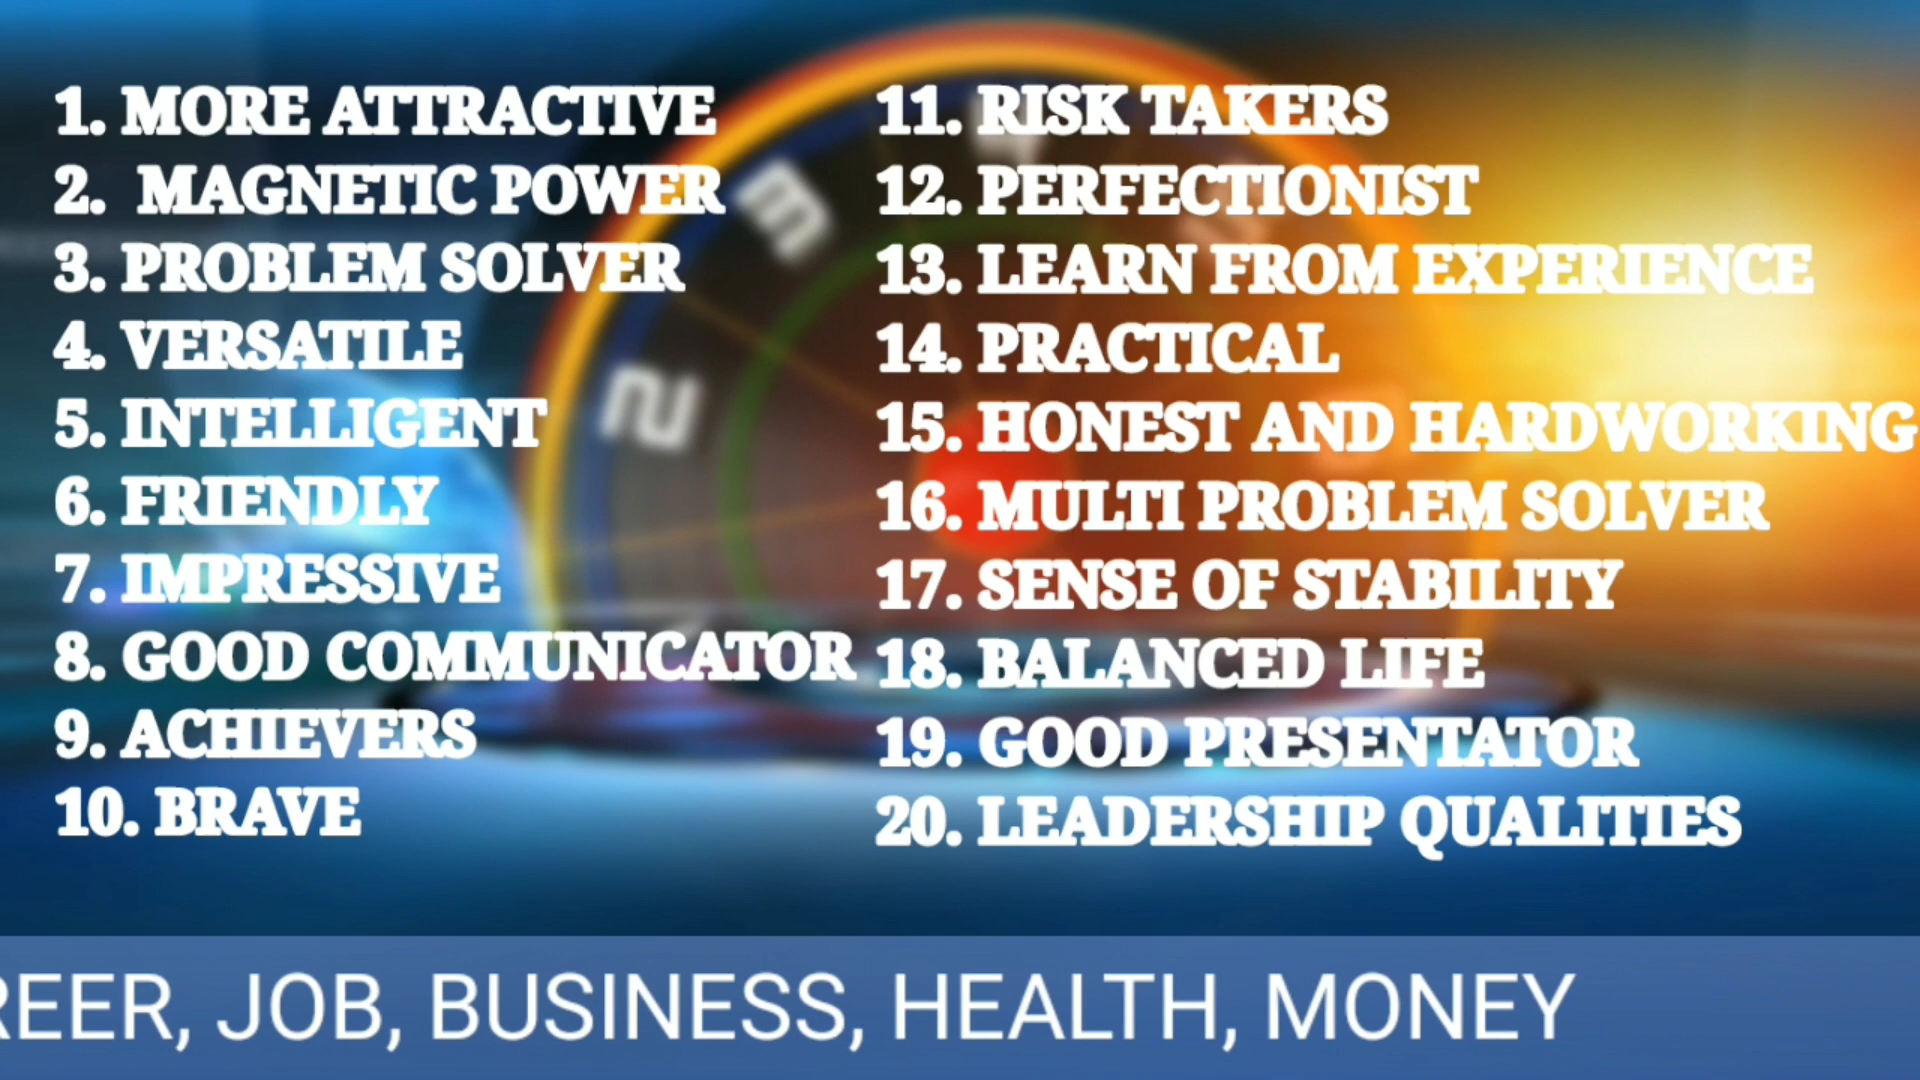 1. MORE ATTRACTIVE
2. MAGNETIC POWER
3. PROBLEM SOLVER
4. VERSATILE
5. INTELLIGENT
6. FRIENDLY
7. IMPRESSIVE
8. GOOD COMMUNICATOR
9. ACHIEVERS
10. BRAVE
11. RISK TAKERS
12. PERFECTIONIST
13. LEARN FROM EXPERIENCE
14. PRACTICAL
15. HONEST AND HARDWORKING
16. MULTI PROBLEM SOLVER
17. SENSE OF STABILITY
18. BALANCED LIFE
19. GOOD PRESENTATOR
20. LEADERSHIP QUALITIES
REER, JOB, BUSINESS, HEALTH, MONEY
2
3